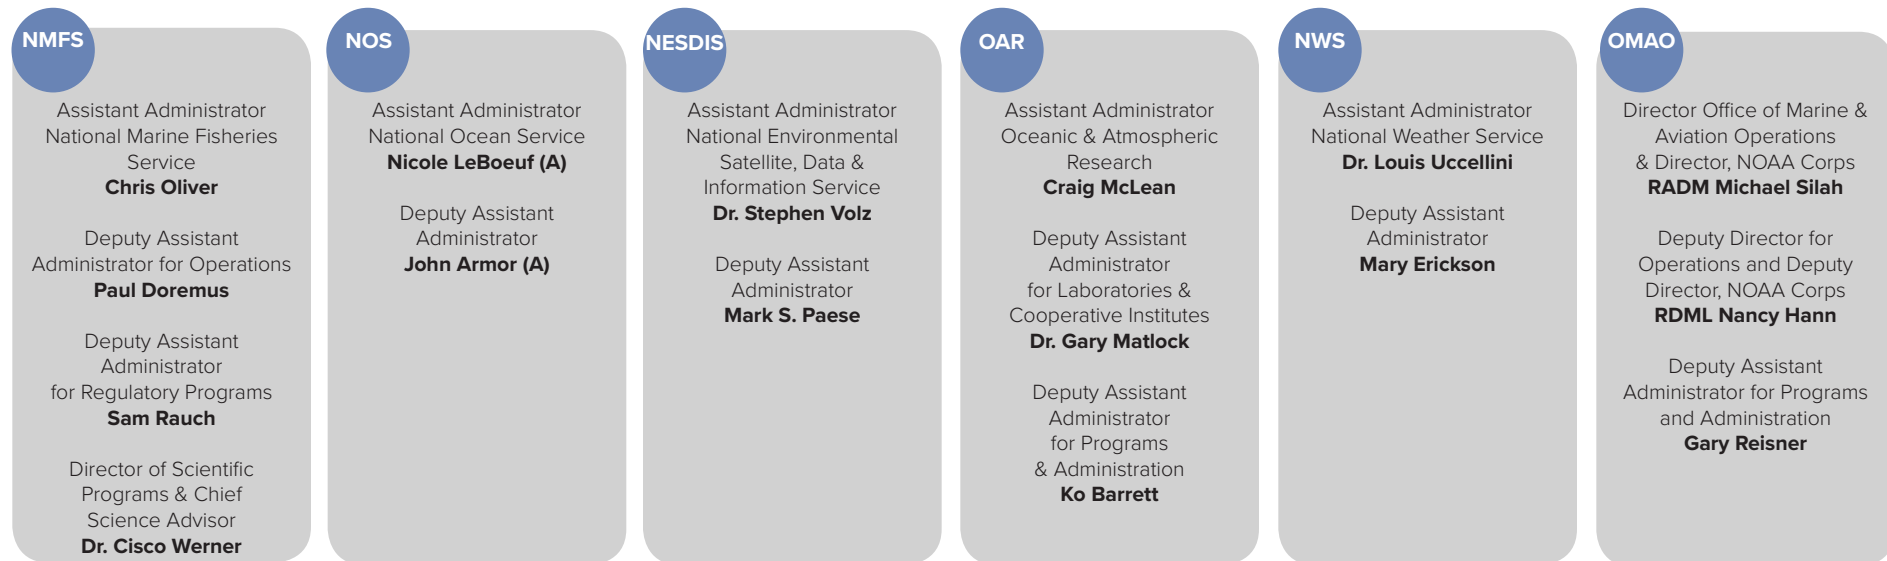 NMFS
Assistant Administrator
National Marine Fisheries
Service
Chris Oliver
Deputy Assistant
Administrator for Operations
Paul Doremus
Deputy Assistant
Administrator
for Regulatory Programs
Sam Rauch
Director of Scientific
Programs & Chief
Science Advisor
Dr. Cisco Werner
NOS
Assistant Administrator
National Ocean Service
Nicole LeBoeuf (A)
Deputy Assistant
Administrator
John Armor (A)
NESDIS
Assistant Administrator
National Environmental
Satellite, Data &
Information Service
Dr. Stephen Volz
Deputy Assistant
Administrator
Mark S. Paese
OAR
Assistant Administrator
Oceanic & Atmospheric
Research
Craig McLean
Deputy Assistant
Administrator
for Laboratories &
Cooperative Institutes
Dr. Gary Matlock
Deputy Assistant
Administrator
for Programs
& Administration
Ko Barrett
NWS
Assistant Administrator
National Weather Service
Dr. Louis Uccellini
Deputy Assistant
Administrator
Mary Erickson
OMAO
Director Office of Marine &
Aviation Operations
& Director, NOAA Corps
RADM Michael Silah
Deputy Director for
Operations and Deputy
Director, NOAA Corps
RDML Nancy Hann
Deputy Assistant
Administrator for Programs
and Administration
Gary Reisner